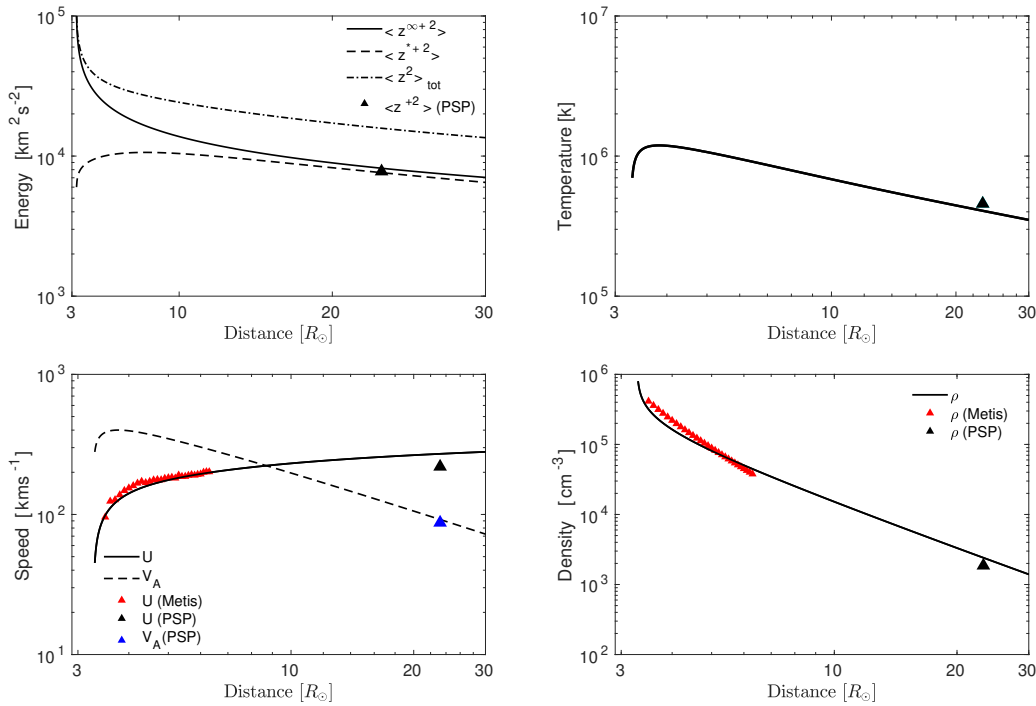 10^5
10^4
10^3
Energy [km^2 s^-2]
< z^∞+2 >
< z^*+2 >
< z^2 >_tot
< z^+2 > (PSP)
3 10 20 30
Distance [R_⊙]
10^7
10^6
10^5
Temperature [k]
3 10 20 30
Distance [R_⊙]
10^3
10^2
10^1
Speed [kms^-1]
U
V_A
U (Metis)
U (PSP)
V_A (PSP)
3 10 20 30
Distance [R_⊙]
10^6
10^5
10^4
10^3
10^2
Density [cm^-3]
ρ
ρ (Metis)
ρ (PSP)
3 10 20 30
Distance [R_⊙]